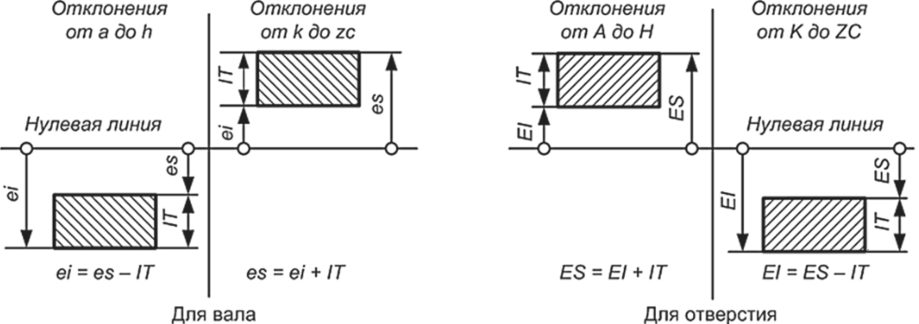 Отклонения
от a до h
Отклонения
от k до zc
Отклонения
от A до H
Отклонения
от K до ZC
IT
ei
es
IT
EI
ES
Нулевая линия
Нулевая линия
ei
es
IT
EI
ES
IT
ei = es – IT
es = ei + IT
ES = EI + IT
EI = ES – IT
Для вала
Для отверстия